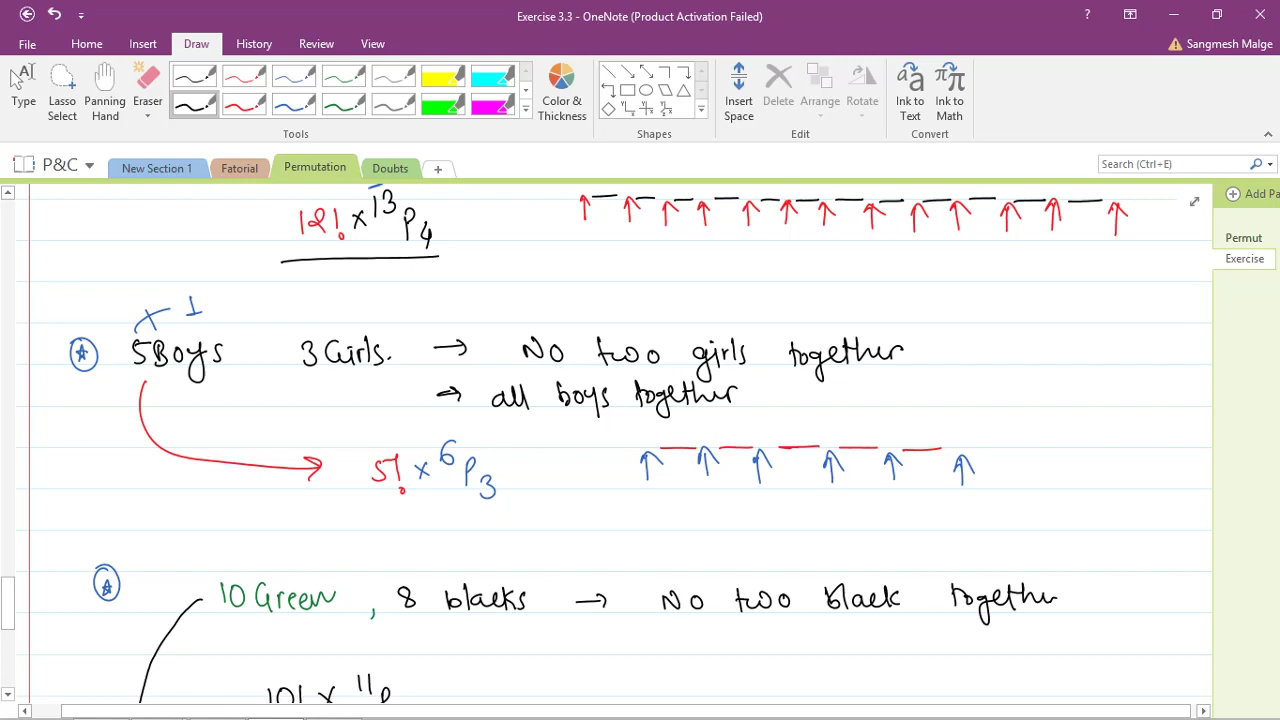 Exercise 3.3 - OneNote (Product Activation Failed)
File Home Insert Draw History Review View Sangmesh Malge
Type Lasso Select Panning Hand Eraser Color & Thickness Insert Space Delete Arrange Rotate Ink to Text Ink to Math
Tools Shapes Edit Convert
P&C New Section 1 Fatorial Permutation Doubts Search (Ctrl+E)
Add Pa
Permut
Exercise
12! × 13P4
× 1
5Boys 3Girls. → No two girls together
→ all boys together
5! × 6P3
10 Green, 8 blacks → No two black together
10! × 11P